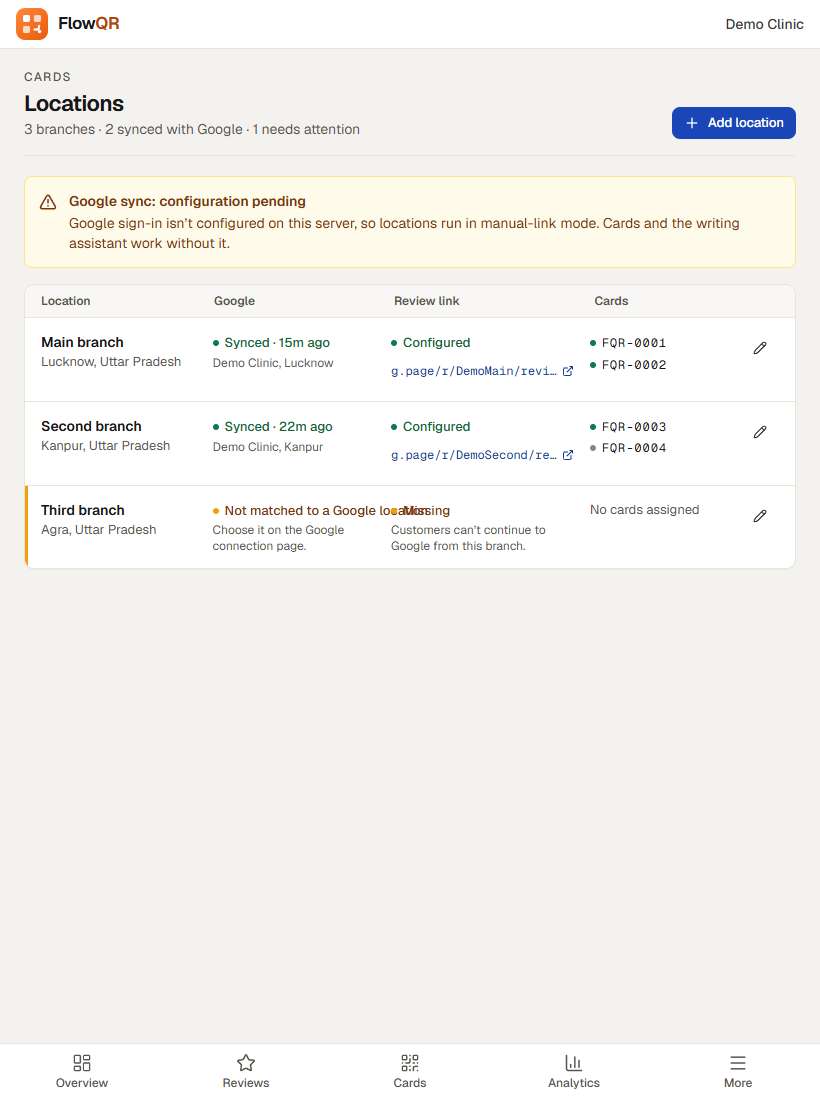 FlowQR
Demo Clinic
CARDS
Locations
3 branches · 2 synced with Google · 1 needs attention
Add location
Google sync: configuration pending
Google sign-in isn't configured on this server, so locations run in manual-link mode. Cards and the writing
assistant work without it.
Location Google Review link Cards
Main branch
Lucknow, Uttar Pradesh
Synced · 15m ago
Demo Clinic, Lucknow
Configured
g.page/r/DemoMain/revi…
FQR-0001
FQR-0002
Second branch
Kanpur, Uttar Pradesh
Synced · 22m ago
Demo Clinic, Kanpur
Configured
g.page/r/DemoSecond/re…
FQR-0003
FQR-0004
Third branch
Agra, Uttar Pradesh
Not matched to a Google location
Choose it on the Google
connection page.
Missing
Customers can't continue to
Google from this branch.
No cards assigned
Overview Reviews Cards Analytics More